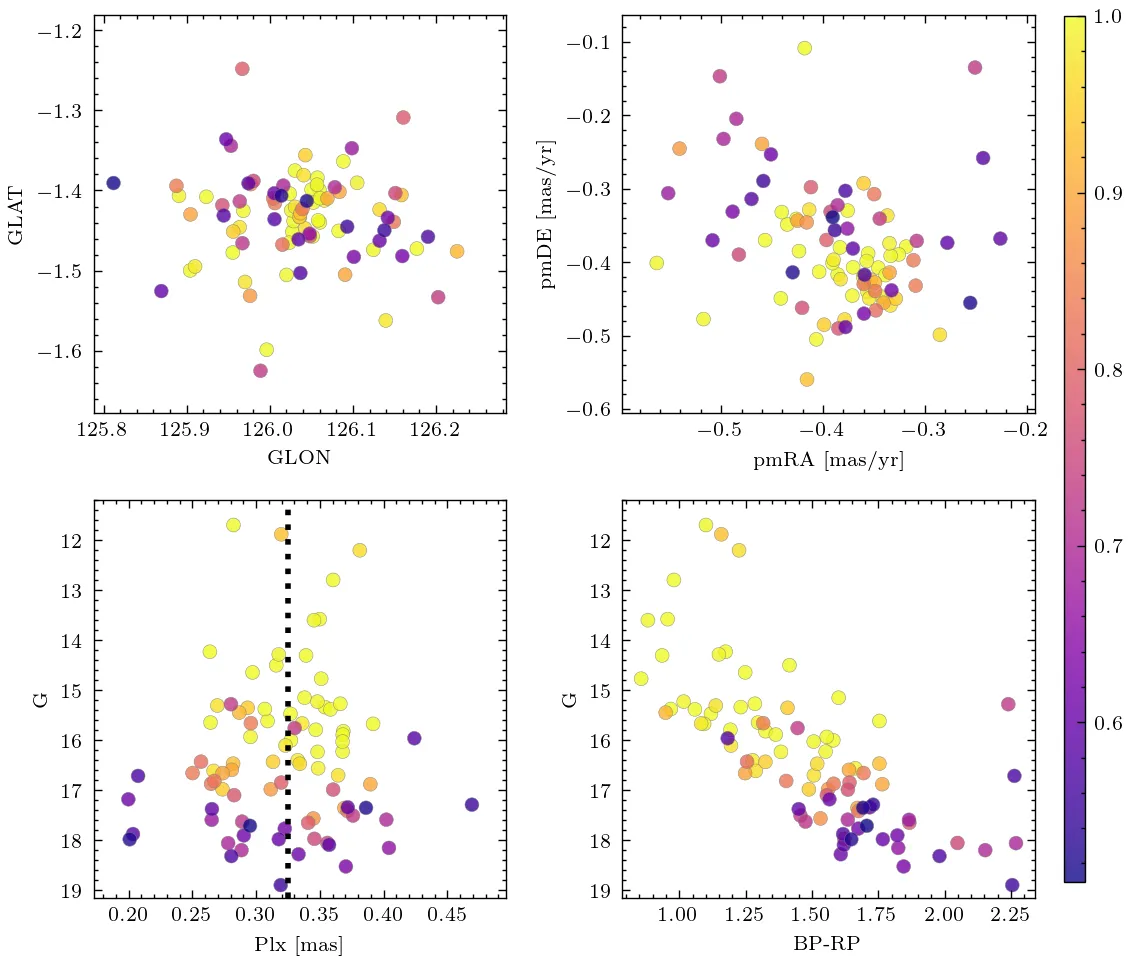 −1.2
−1.3
−1.4
−1.5
−1.6
GLAT
125.8 125.9 126.0 126.1 126.2
GLON
−0.1
−0.2
−0.3
−0.4
−0.5
−0.6
pmDE [mas/yr]
−0.5 −0.4 −0.3 −0.2
pmRA [mas/yr]
12
13
14
15
16
17
18
19
G
0.20 0.25 0.30 0.35 0.40 0.45
Plx [mas]
12
13
14
15
16
17
18
19
G
1.00 1.25 1.50 1.75 2.00 2.25
BP-RP
1.0
0.9
0.8
0.7
0.6